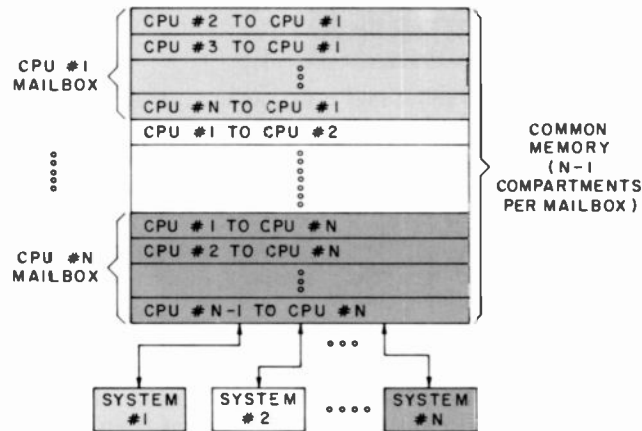 CPU #2 TO CPU #1
CPU #3 TO CPU #1
CPU #N TO CPU #1
CPU #1
MAILBOX
CPU #1 TO CPU #2
COMMON
MEMORY
(N-1
COMPARTMENTS
PER MAILBOX)
CPU #1 TO CPU #N
CPU #2 TO CPU #N
CPU #N-1 TO CPU #N
CPU #N
MAILBOX
SYSTEM
#1
SYSTEM
#2
SYSTEM
#N